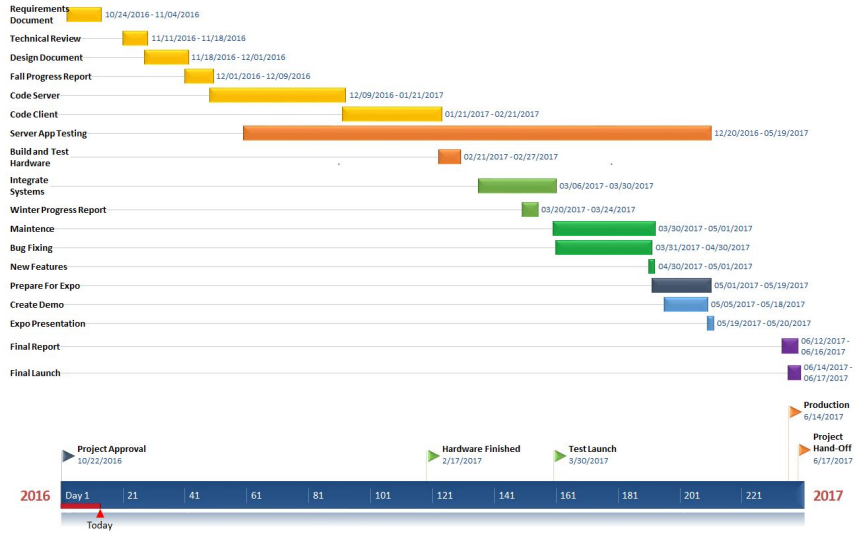 Requirements
Document
10/24/2016 - 11/04/2016
Technical Review
11/11/2016 - 11/18/2016
Design Document
11/18/2016 - 12/01/2016
Fall Progress Report
12/01/2016 - 12/09/2016
Code Server
12/09/2016 - 01/21/2017
Code Client
01/21/2017 - 02/21/2017
Server App Testing
12/20/2016 - 05/19/2017
Build and Test
Hardware
02/21/2017 - 02/27/2017
Integrate
Systems
03/06/2017 - 03/30/2017
Winter Progress Report
03/20/2017 - 03/24/2017
Maintence
03/30/2017 - 05/01/2017
Bug Fixing
03/31/2017 - 04/30/2017
New Features
04/30/2017 - 05/01/2017
Prepare For Expo
05/01/2017 - 05/19/2017
Create Demo
05/05/2017 - 05/18/2017
Expo Presentation
05/19/2017 - 05/20/2017
Final Report
06/12/2017 -
06/16/2017
Final Launch
06/14/2017 -
06/17/2017
Production
6/14/2017
Project Approval
10/22/2016
Hardware Finished
2/17/2017
Test Launch
3/30/2017
Project
Hand-Off
6/17/2017
2016 Day 1 21 41 61 81 101 121 141 161 181 201 221 2017
Today